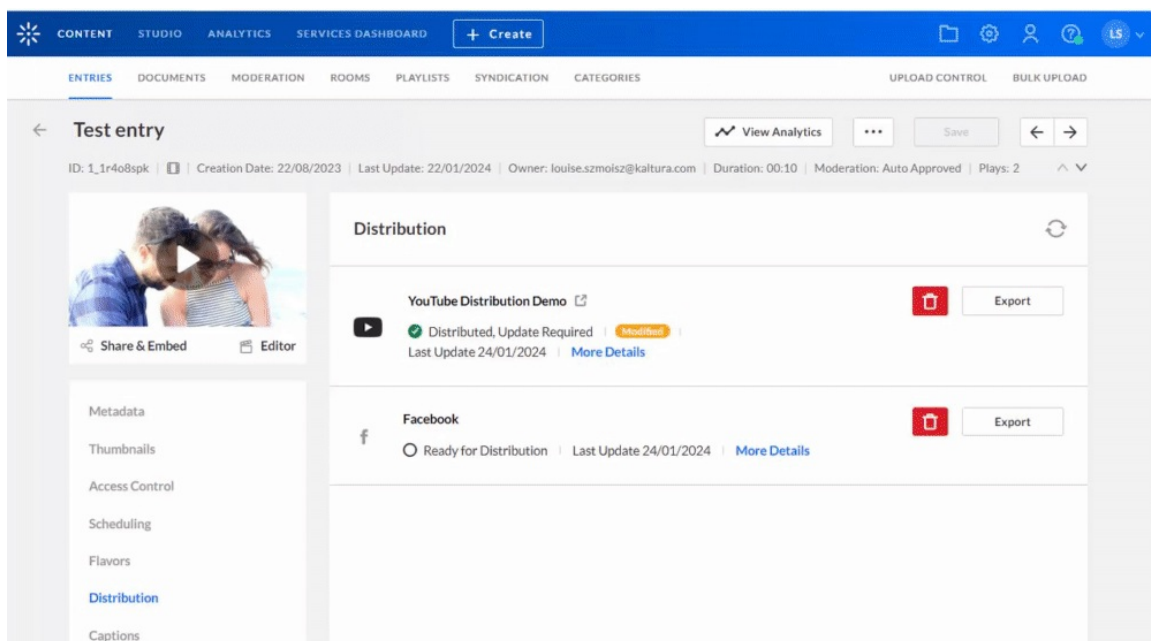 CONTENT STUDIO ANALYTICS SERVICES DASHBOARD + Create LS
ENTRIES DOCUMENTS MODERATION ROOMS PLAYLISTS SYNDICATION CATEGORIES UPLOAD CONTROL BULK UPLOAD
Test entry View Analytics ••• Save
ID: 1_1r4o8spk | Creation Date: 22/08/2023 | Last Update: 22/01/2024 | Owner: louise.szmoisz@kaltura.com | Duration: 00:10 | Moderation: Auto Approved | Plays: 2
Distribution
YouTube Distribution Demo Export
Distributed, Update Required | Modified |
Last Update 24/01/2024 | More Details
Share & Embed Editor
Facebook Export
Ready for Distribution | Last Update 24/01/2024 | More Details
Metadata
Thumbnails
Access Control
Scheduling
Flavors
Distribution
Captions